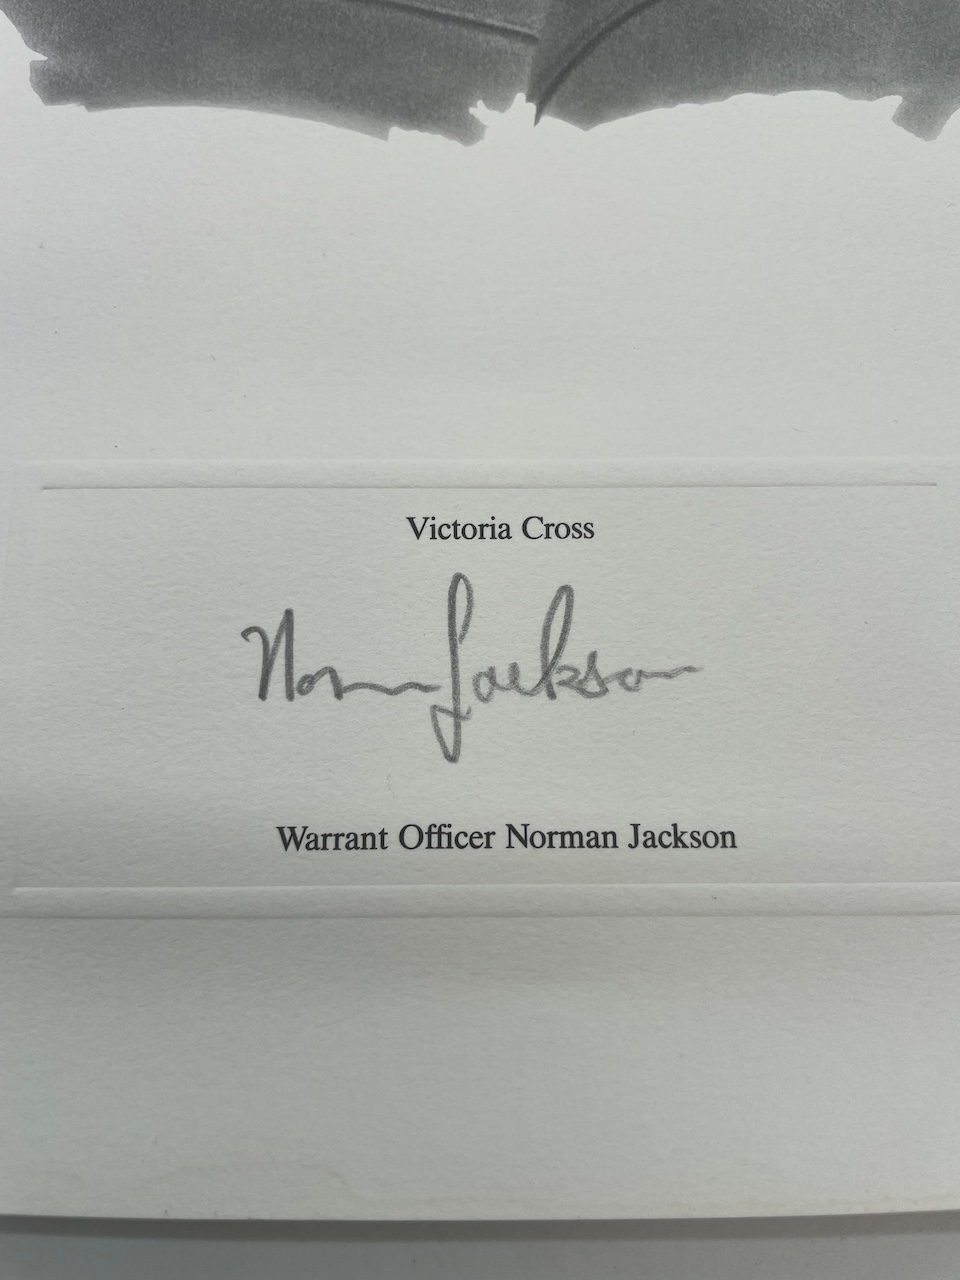 Victoria Cross
Norman Jackson
Warrant Officer Norman Jackson